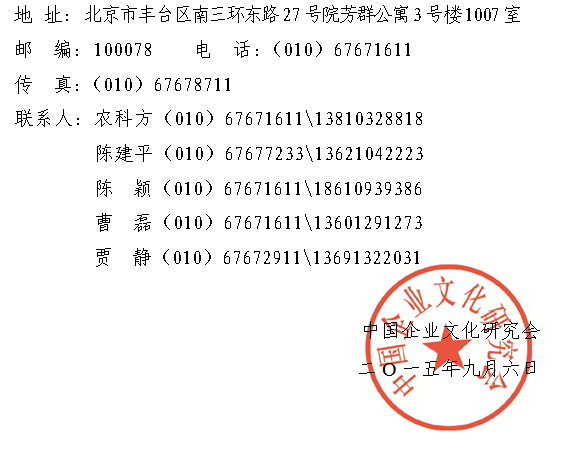 地 址: 北京市丰台区南三环东路27号院芳群公寓3号楼1007室
邮 编: 100078 电 话:(010) 67671611
传 真:(010) 67678711
联系人: 农科方(010) 67671611\13810328818
陈建平(010) 67677233\13621042223
陈 颖(010) 67671611\18610939386
曹 磊(010) 67671611\13601291273
贾 静(010) 67672911\13691322031
中国企业文化研究会
中国企业文化研究会
二〇一五年九月六日